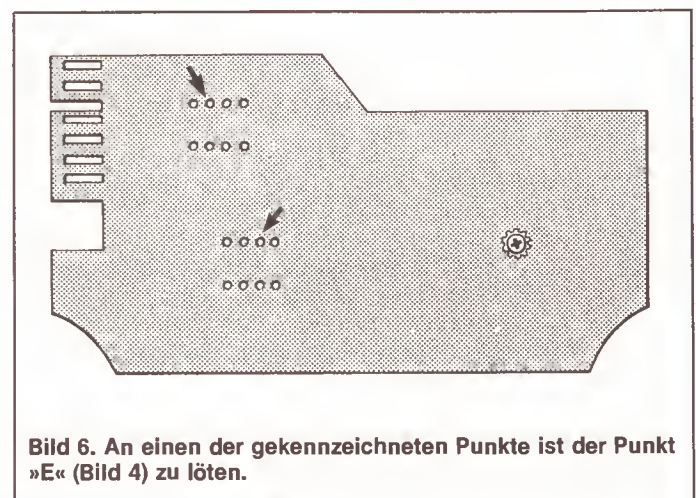 Bild 6. An einen der gekennzeichneten Punkte ist der Punkt
»E« (Bild 4) zu löten.